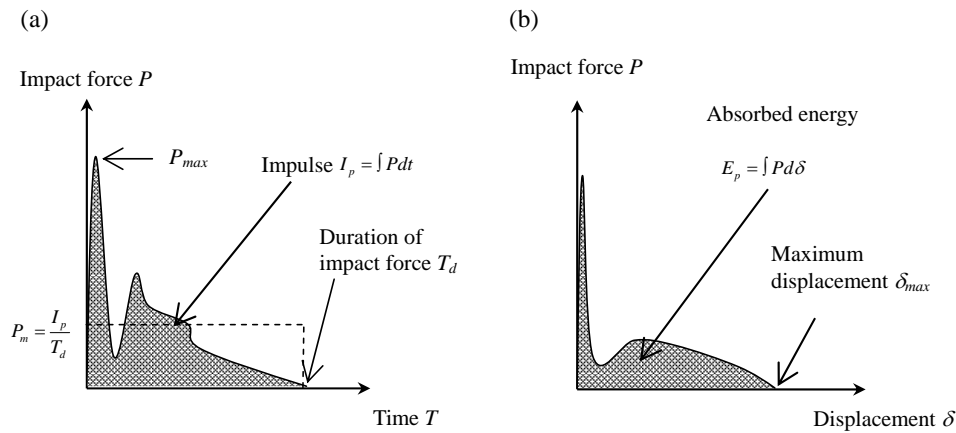 (a)
Impact force P
P_max
Impulse I_p = ∫ Pdt
Duration of
impact force T_d
P_m = I_p / T_d
Time T
(b)
Impact force P
Absorbed energy
E_p = ∫ Pdδ
Maximum
displacement δ_max
Displacement δ